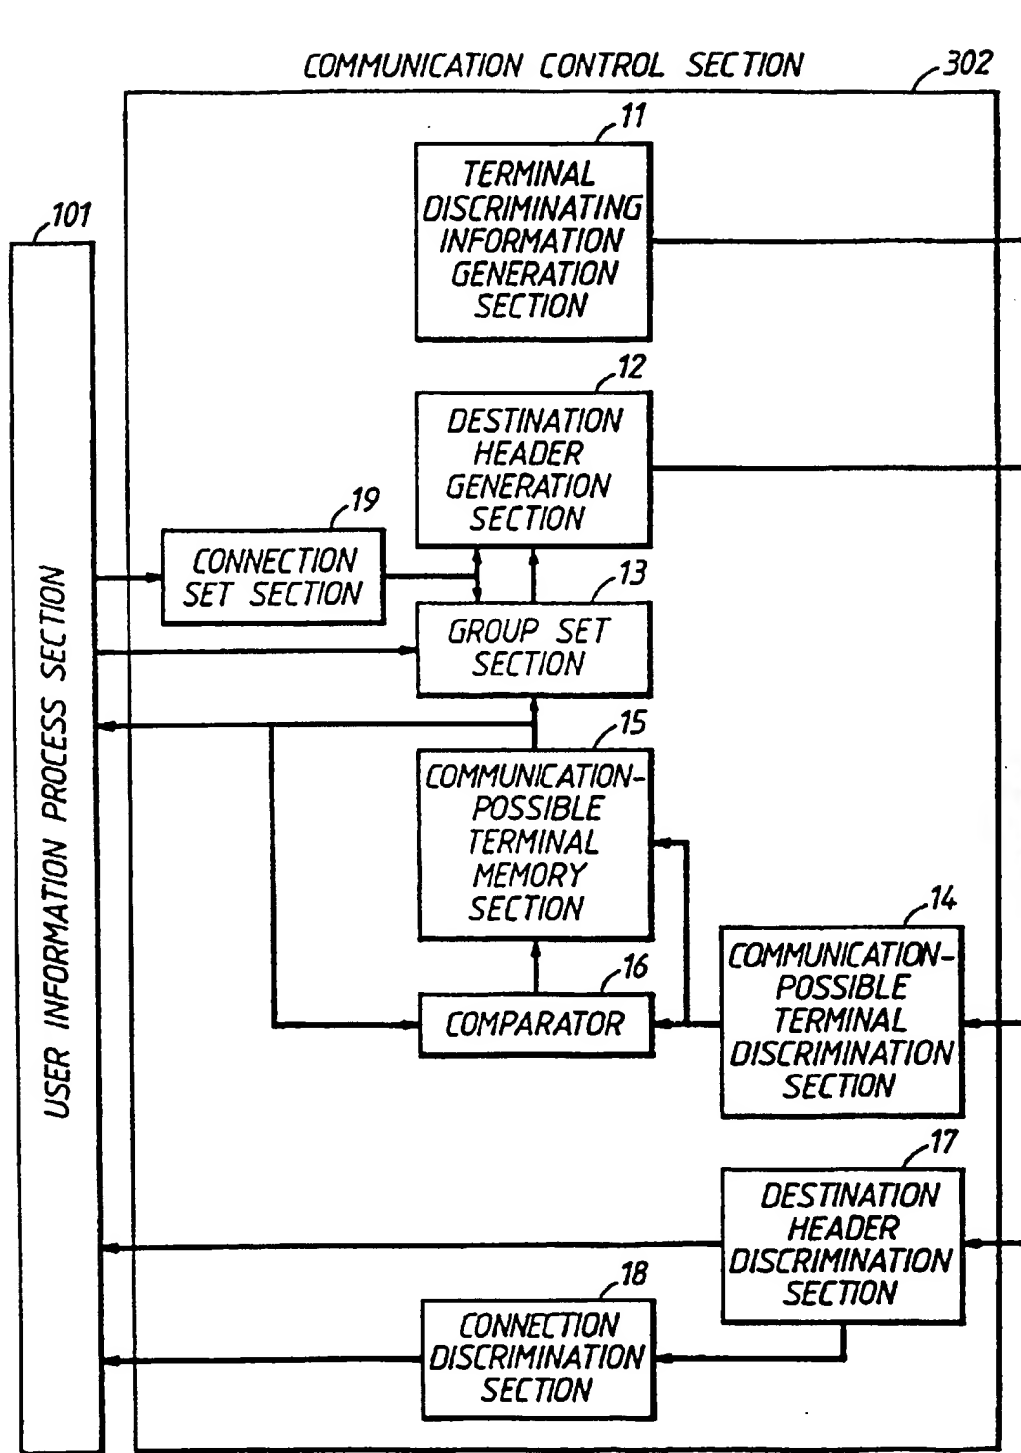 COMMUNICATION CONTROL SECTION
302
11
TERMINAL
DISCRIMINATING
INFORMATION
GENERATION
SECTION
101
USER INFORMATION PROCESS SECTION
12
DESTINATION
HEADER
GENERATION
SECTION
19
CONNECTION
SET SECTION
13
GROUP SET
SECTION
15
COMMUNICATION-
POSSIBLE
TERMINAL
MEMORY
SECTION
14
COMMUNICATION-
POSSIBLE
TERMINAL
DISCRIMINATION
SECTION
16
COMPARATOR
17
DESTINATION
HEADER
DISCRIMINATION
SECTION
18
CONNECTION
DISCRIMINATION
SECTION